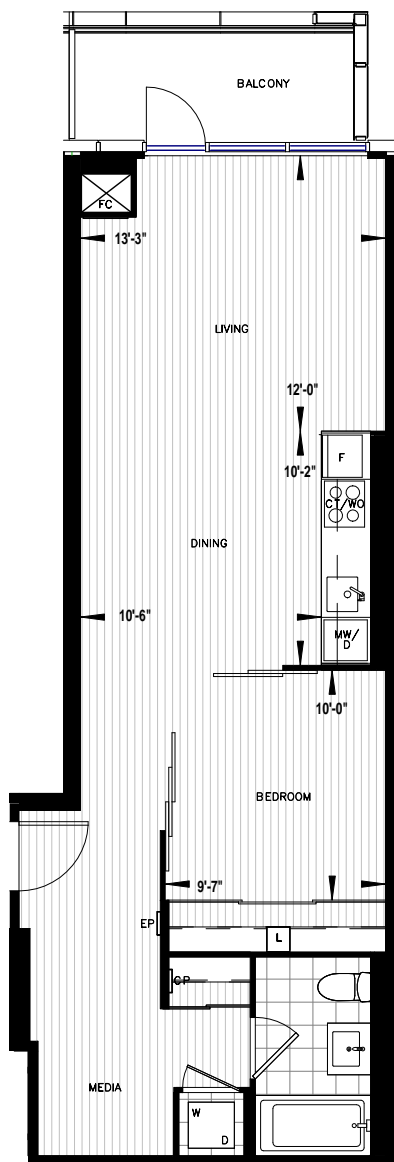 BALCONY
FC
13'-3"
LIVING
12'-0"
10'-2"
F
CT/WO
DINING
10'-6"
MW/
D
10'-0"
BEDROOM
9'-7"
EP
L
CP
MEDIA
W
D